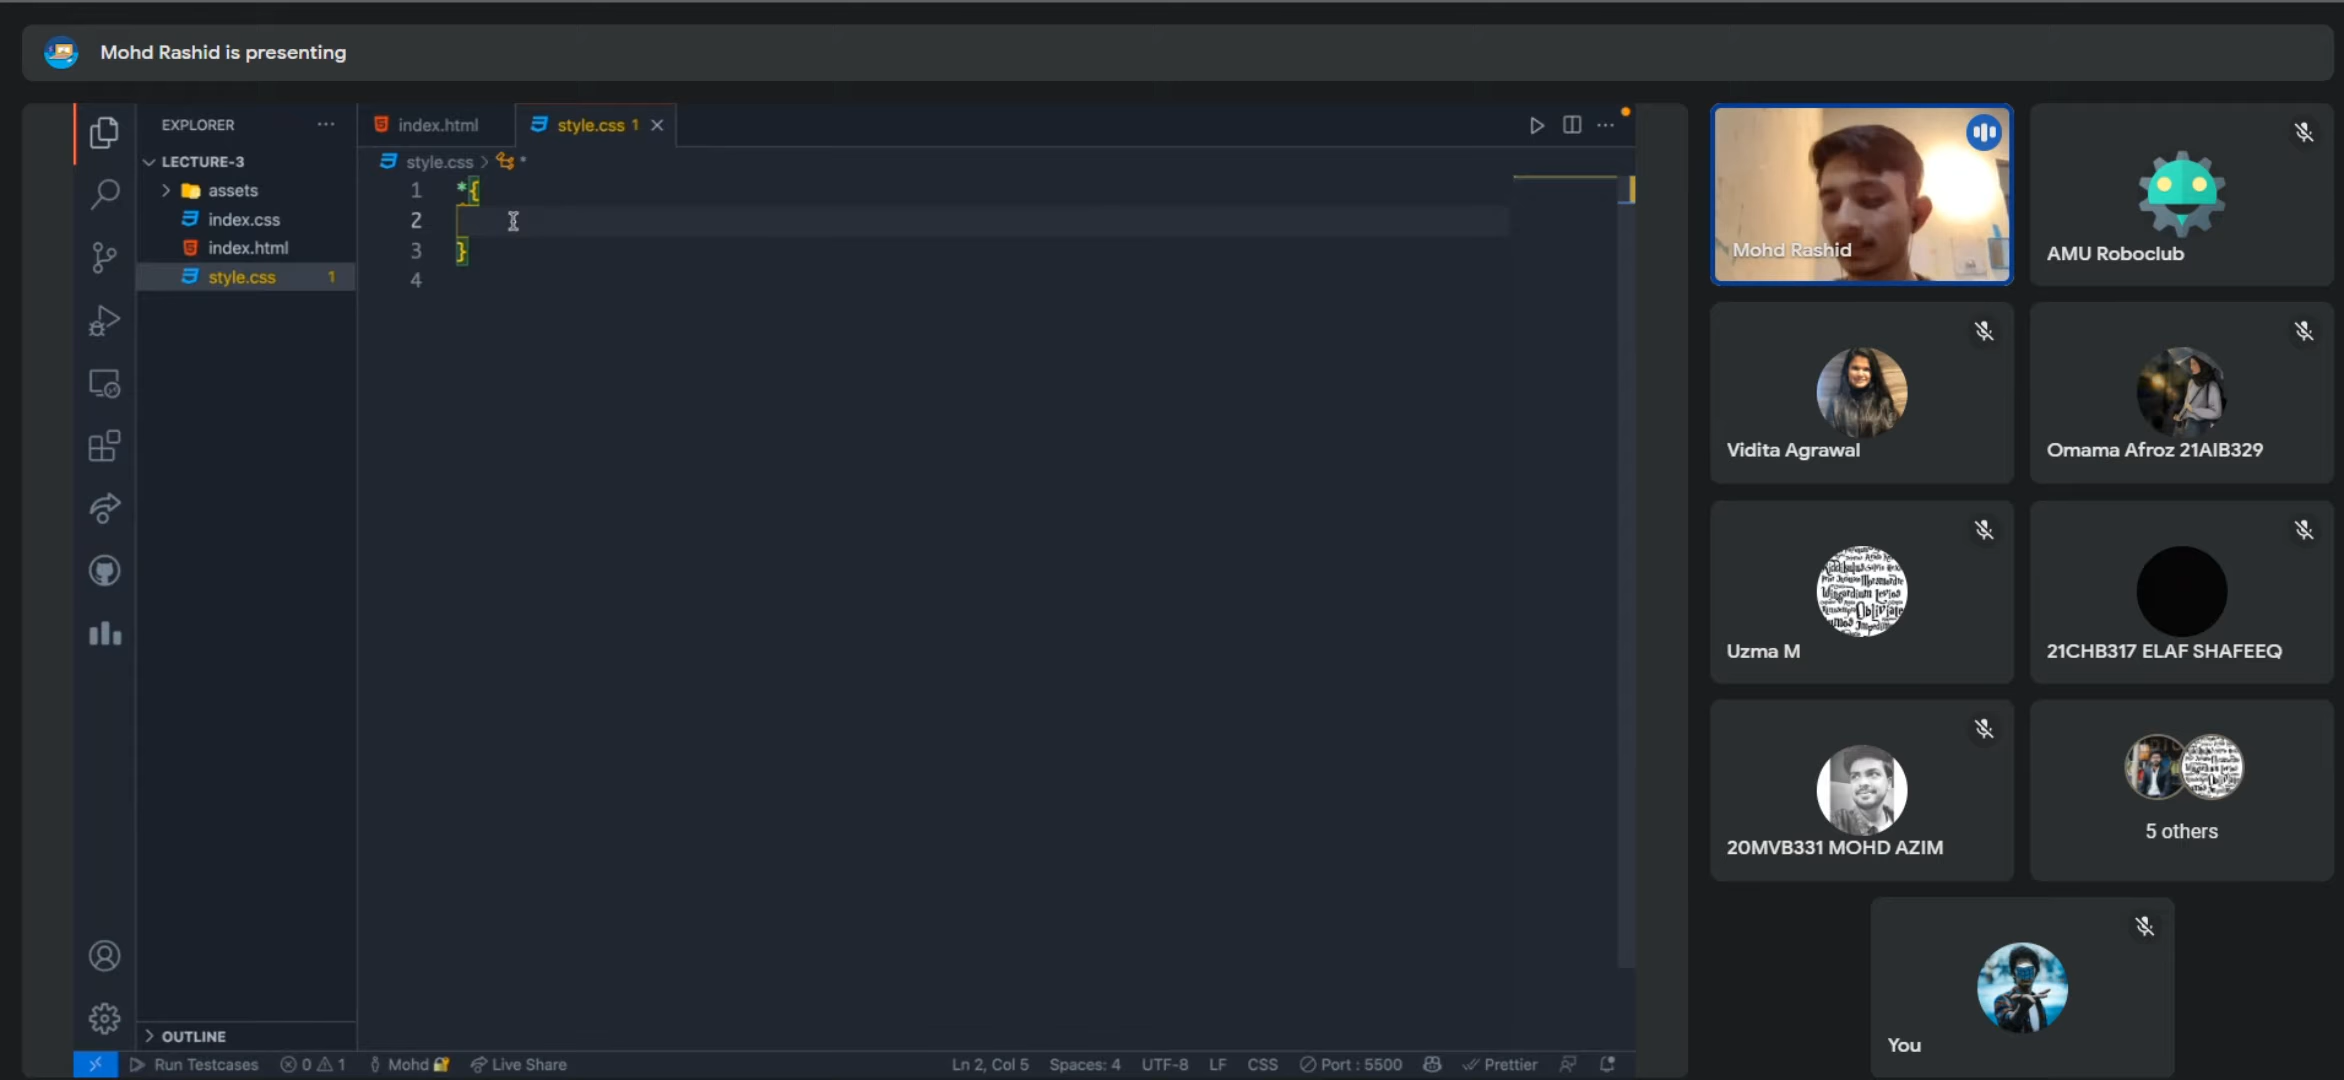 Mohd Rashid is presenting
EXPLORER
index.html
style.css 1
LECTURE-3
style.css > *
assets
index.css
index.html
style.css 1
1 *{
2
3 }
4
OUTLINE
Run Testcases 0 1 Mohd Live Share
Ln 2, Col 5 Spaces: 4 UTF-8 LF CSS Port : 5500 Prettier
Mohd Rashid
AMU Roboclub
Vidita Agrawal
Omama Afroz 21AIB329
Uzma M
21CHB317 ELAF SHAFEEQ
20MVB331 MOHD AZIM
5 others
You